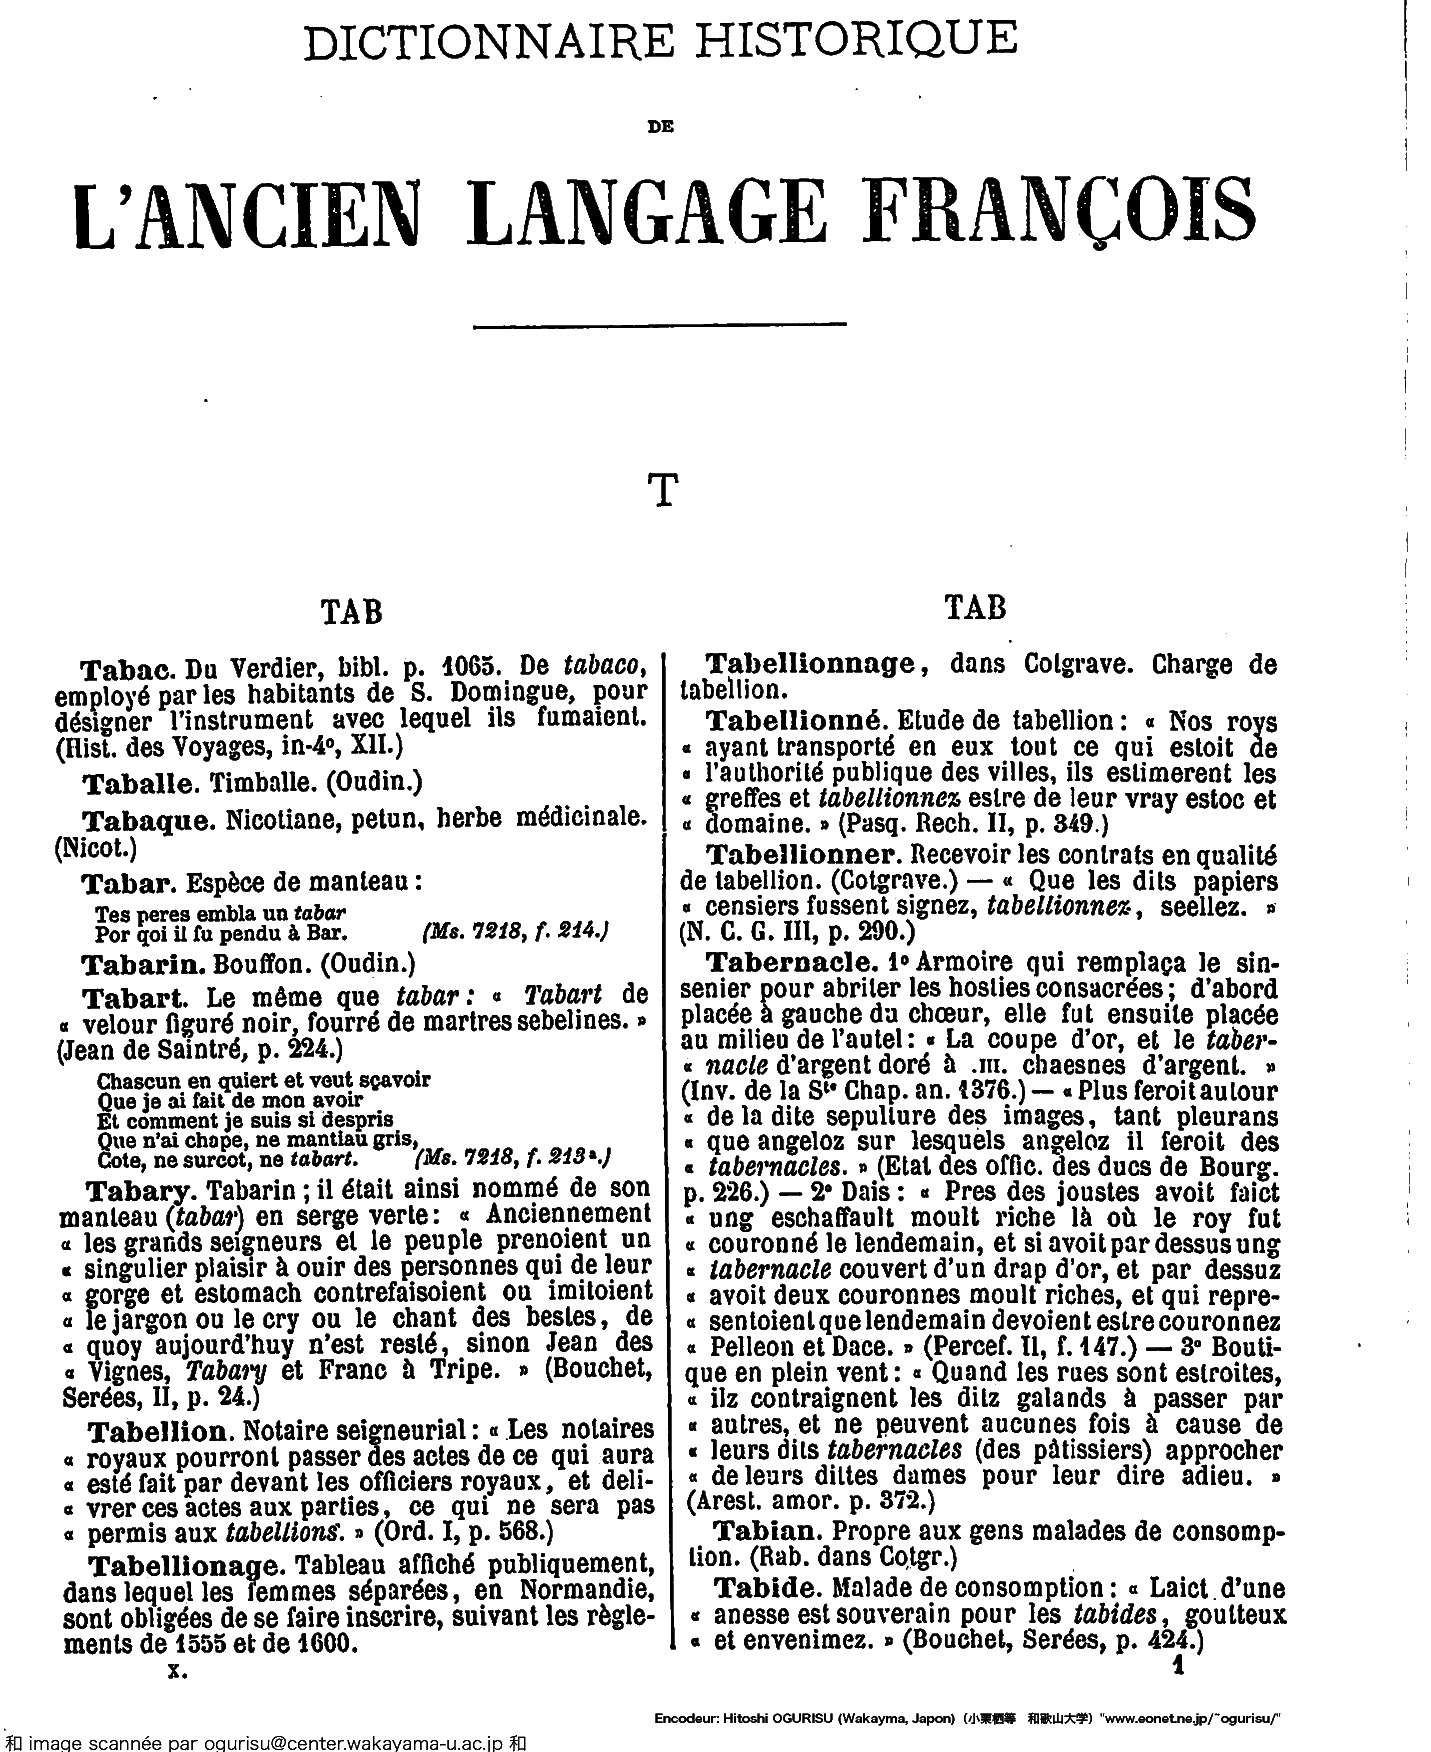 DICTIONNAIRE HISTORIQUE
DE
L'ANCIEN LANGAGE FRANÇOIS
T
TAB
Tabac. Du Verdier, bibl. p. 1065. De tabaco,
employé par les habitants de S. Domingue, pour
désigner l'instrument avec lequel ils fumaient.
(Hist. des Voyages, in-4º, XII.)
Taballe. Timballe. (Oudin.)
Tabaque. Nicotiane, petun, herbe médicinale.
(Nicot.)
Tabar. Espèce de manteau :
Tes peres embla un tabar
Por qoi il fu pendu à Bar. (Ms. 7218, f. 214.)
Tabarin. Bouffon. (Oudin.)
Tabart. Le même que tabar : « Tabart de
« velour figuré noir, fourré de martres sebelines. »
(Jean de Saintré, p. 224.)
Chascun en quiert et veut sçavoir
Que je ai fait de mon avoir
Et comment je suis si despris
Que n'ai chape, ne mantiau gris,
Cote, ne surcot, ne tabart. (Ms. 7218, f. 213ª.)
Tabary. Tabarin ; il était ainsi nommé de son
manteau (tabar) en serge verte : « Anciennement
« les grands seigneurs et le peuple prenoient un
« singulier plaisir à ouir des personnes qui de leur
« gorge et estomach contrefaisoient ou imitoient
« le jargon ou le cry ou le chant des bestes, de
« quoy aujourd'huy n'est resté, sinon Jean des
« Vignes, Tabary et Franc à Tripe. » (Bouchet,
Serées, II, p. 24.)
Tabellion. Notaire seigneurial : « Les notaires
« royaux pourront passer des actes de ce qui aura
« esté fait par devant les officiers royaux, et deli-
« vrer ces actes aux parties, ce qui ne sera pas
« permis aux tabellions. » (Ord. I, p. 568.)
Tabellionage. Tableau affiché publiquement,
dans lequel les femmes séparées, en Normandie,
sont obligées de se faire inscrire, suivant les règle-
ments de 1555 et de 1600.
X.
TAB
Tabellionnage, dans Cotgrave. Charge de
tabellion.
Tabellionné. Etude de tabellion : « Nos roys
« ayant transporté en eux tout ce qui estoit de
« l'authorité publique des villes, ils estimerent les
« greffes et tabellionnez estre de leur vray estoc et
« domaine. » (Pasq. Rech. II, p. 349.)
Tabellionner. Recevoir les contrats en qualité
de tabellion. (Cotgrave.) — « Que les dits papiers
« censiers fussent signez, tabellionnez, seellez. »
(N. C. G. III, p. 290.)
Tabernacle. 1º Armoire qui remplaça le sin-
senier pour abriter les hosties consacrées ; d'abord
placée à gauche du chœur, elle fut ensuite placée
au milieu de l'autel : « La coupe d'or, et le taber-
« nacle d'argent doré à .III. chaesnes d'argent. »
(Inv. de la Ste Chap. an. 1376.) — « Plus feroit autour
« de la dite sepulture des images, tant pleurans
« que angeloz sur lesquels angeloz il feroit des
« tabernacles. » (Etat des offic. des ducs de Bourg.
p. 226.) — 2º Dais : « Pres des joustes avoit faict
« ung eschaffault moult riche là où le roy fut
« couronné le lendemain, et si avoit par dessus ung
« tabernacle couvert d'un drap d'or, et par dessuz
« avoit deux couronnes moult riches, et qui repre-
« sentoient que lendemain devoient estre couronnez
« Pelleon et Dace. » (Percef. II, f. 147.) — 3º Bouti-
que en plein vent : « Quand les rues sont estroites,
« ilz contraignent les ditz galands à passer par
« autres, et ne peuvent aucunes fois à cause de
« leurs dits tabernacles (des pâtissiers) approcher
« de leurs dittes dames pour leur dire adieu. »
(Arest. amor. p. 372.)
Tabian. Propre aux gens malades de consomp-
tion. (Rab. dans Cotgr.)
Tabide. Malade de consomption : « Laict d'une
« anesse est souverain pour les tabides, goutteux
« et envenimez. » (Bouchet, Serées, p. 424.)
1
Encodeur: Hitoshi OGURISU (Wakayma, Japon) (小栗栖等 和歌山大学) "www.eonet.ne.jp/~ogurisu/"
和 image scannée par ogurisu@center.wakayama-u.ac.jp 和